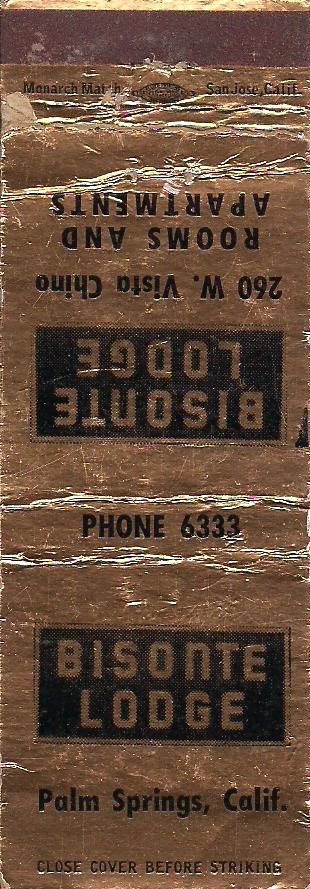 Monarch Match San Jose Calif.
BISONTE
LODGE
260 W. Vista Chino
ROOMS AND
APARTMENTS
PHONE 6333
BISONTE
LODGE
Palm Springs, Calif.
CLOSE COVER BEFORE STRIKING